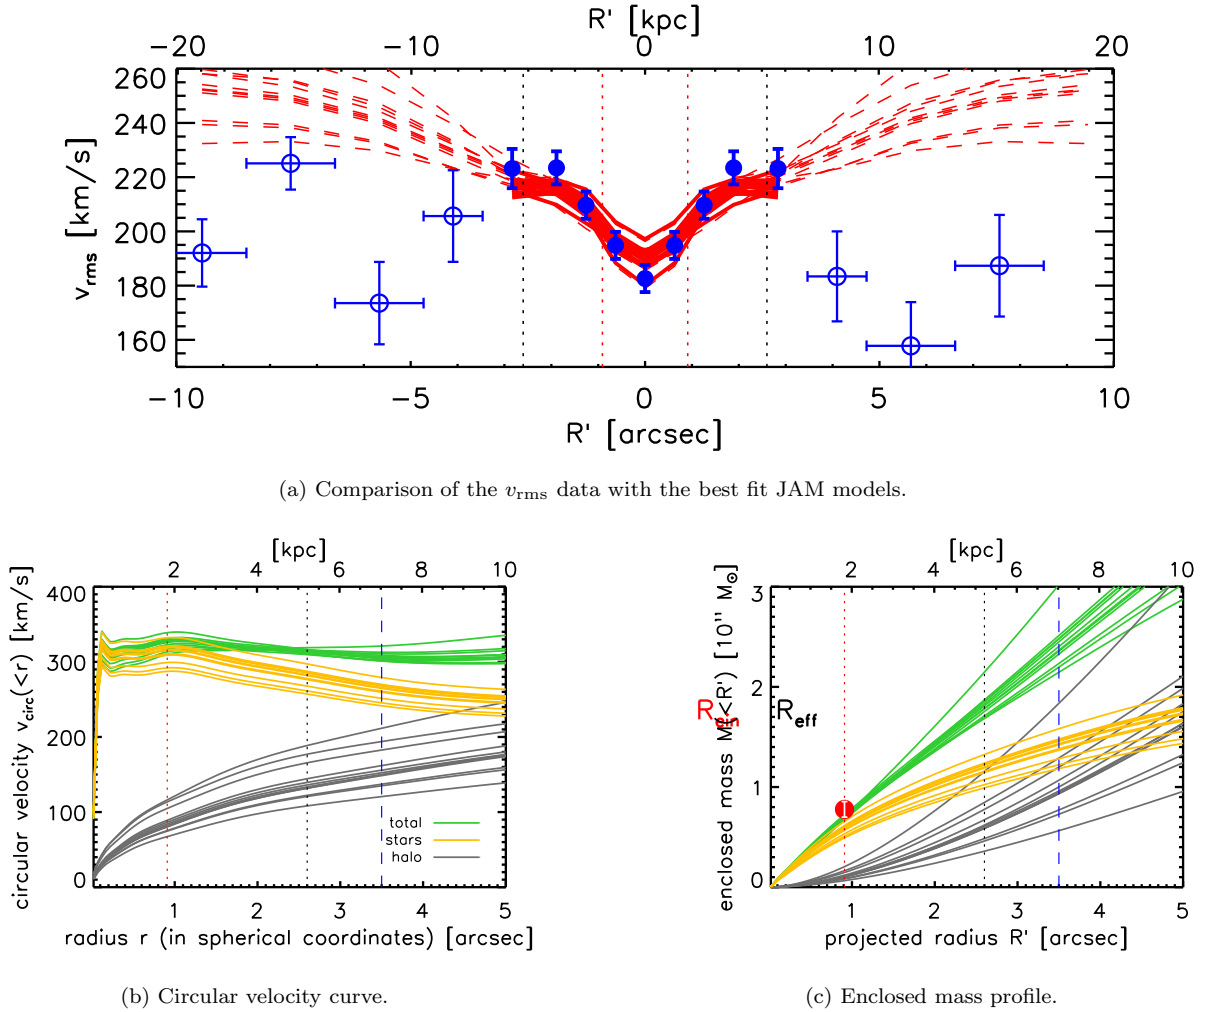 R' [kpc]
−20 −10 0 10 20
260
240
220
200
180
160
v_rms [km/s]
−10 −5 0 5 10
R' [arcsec]
(a) Comparison of the v_rms data with the best fit JAM models.
[kpc]
2 4 6 8 10
400
300
200
100
0
circular velocity v_circ(<r) [km/s]
total
stars
halo
1 2 3 4 5
radius r (in spherical coordinates) [arcsec]
(b) Circular velocity curve.
[kpc]
2 4 6 8 10
3
2
1
0
enclosed mass M(<R') [10¹¹ M⊙]
R_ein
R_eff
1 2 3 4 5
projected radius R' [arcsec]
(c) Enclosed mass profile.